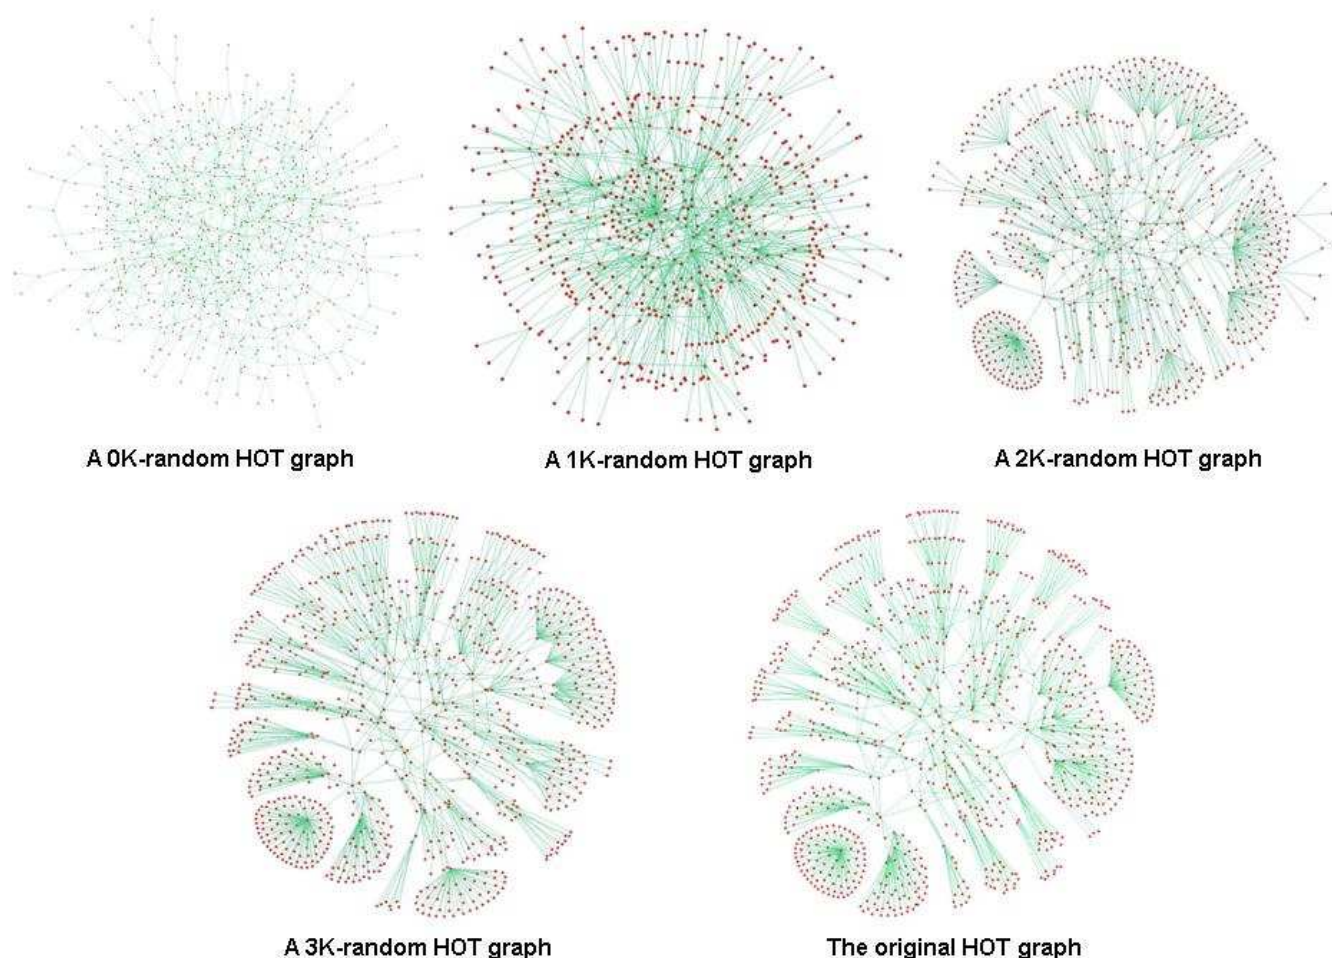 A 0K-random HOT graph
A 1K-random HOT graph
A 2K-random HOT graph
A 3K-random HOT graph
The original HOT graph